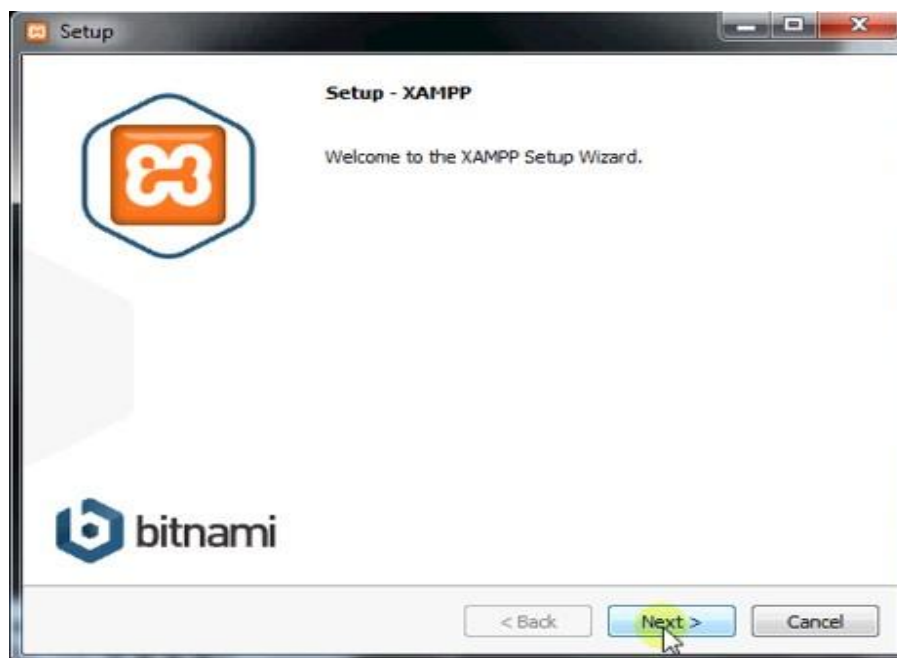 Setup
Setup - XAMPP
Welcome to the XAMPP Setup Wizard.
bitnami
< Back Next > Cancel